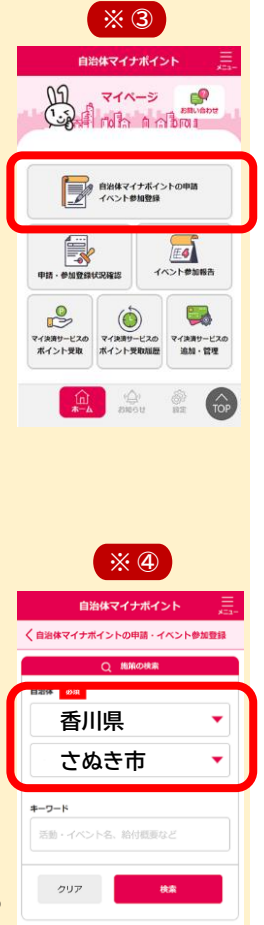 ※③
自治体マイナポイント
メニュー
マイページ
お問い合わせ
自治体マイナポイントの申請
イベント参加登録
申請・参加登録状況確認
イベント参加報告
マイ決済サービスの
ポイント受取
マイ決済サービスの
ポイント受取履歴
マイ決済サービスの
追加・管理
ホーム
お知らせ
設定
TOP
※④
自治体マイナポイント
メニュー
自治体マイナポイントの申請・イベント参加登録
施策の検索
自治体 必須
香川県
さぬき市
キーワード
活動・イベント名、給付概要など
クリア
検索